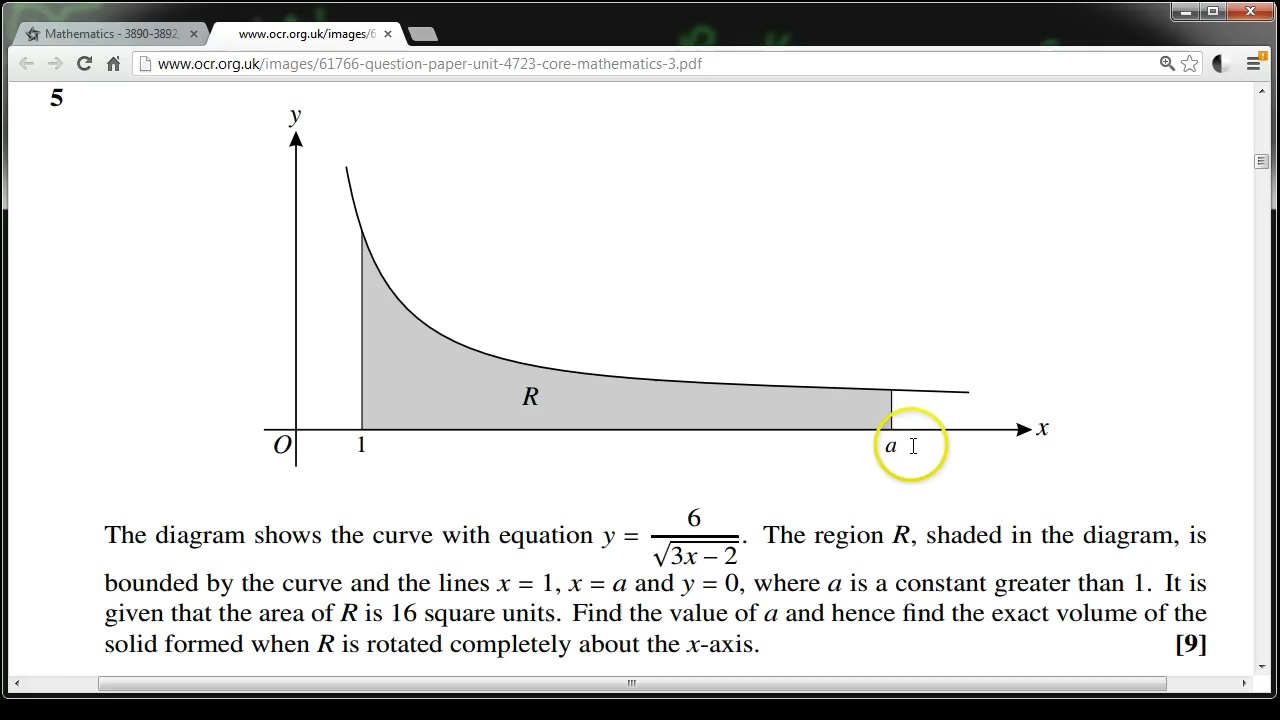 Mathematics - 3890-3892,
www.ocr.org.uk/images/6
www.ocr.org.uk/images/61766-question-paper-unit-4723-core-mathematics-3.pdf
5
y
R
O
1
a
x
The diagram shows the curve with equation y = 6/√(3x – 2). The region R, shaded in the diagram, is
bounded by the curve and the lines x = 1, x = a and y = 0, where a is a constant greater than 1. It is
given that the area of R is 16 square units. Find the value of a and hence find the exact volume of the
solid formed when R is rotated completely about the x-axis.
[9]